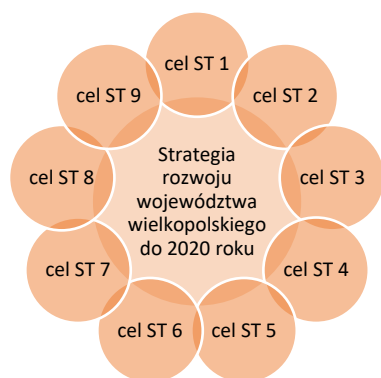 cel ST 1
cel ST 2
cel ST 3
cel ST 4
cel ST 5
cel ST 6
cel ST 7
cel ST 8
cel ST 9
Strategia
rozwoju
województwa
wielkopolskiego
do 2020 roku